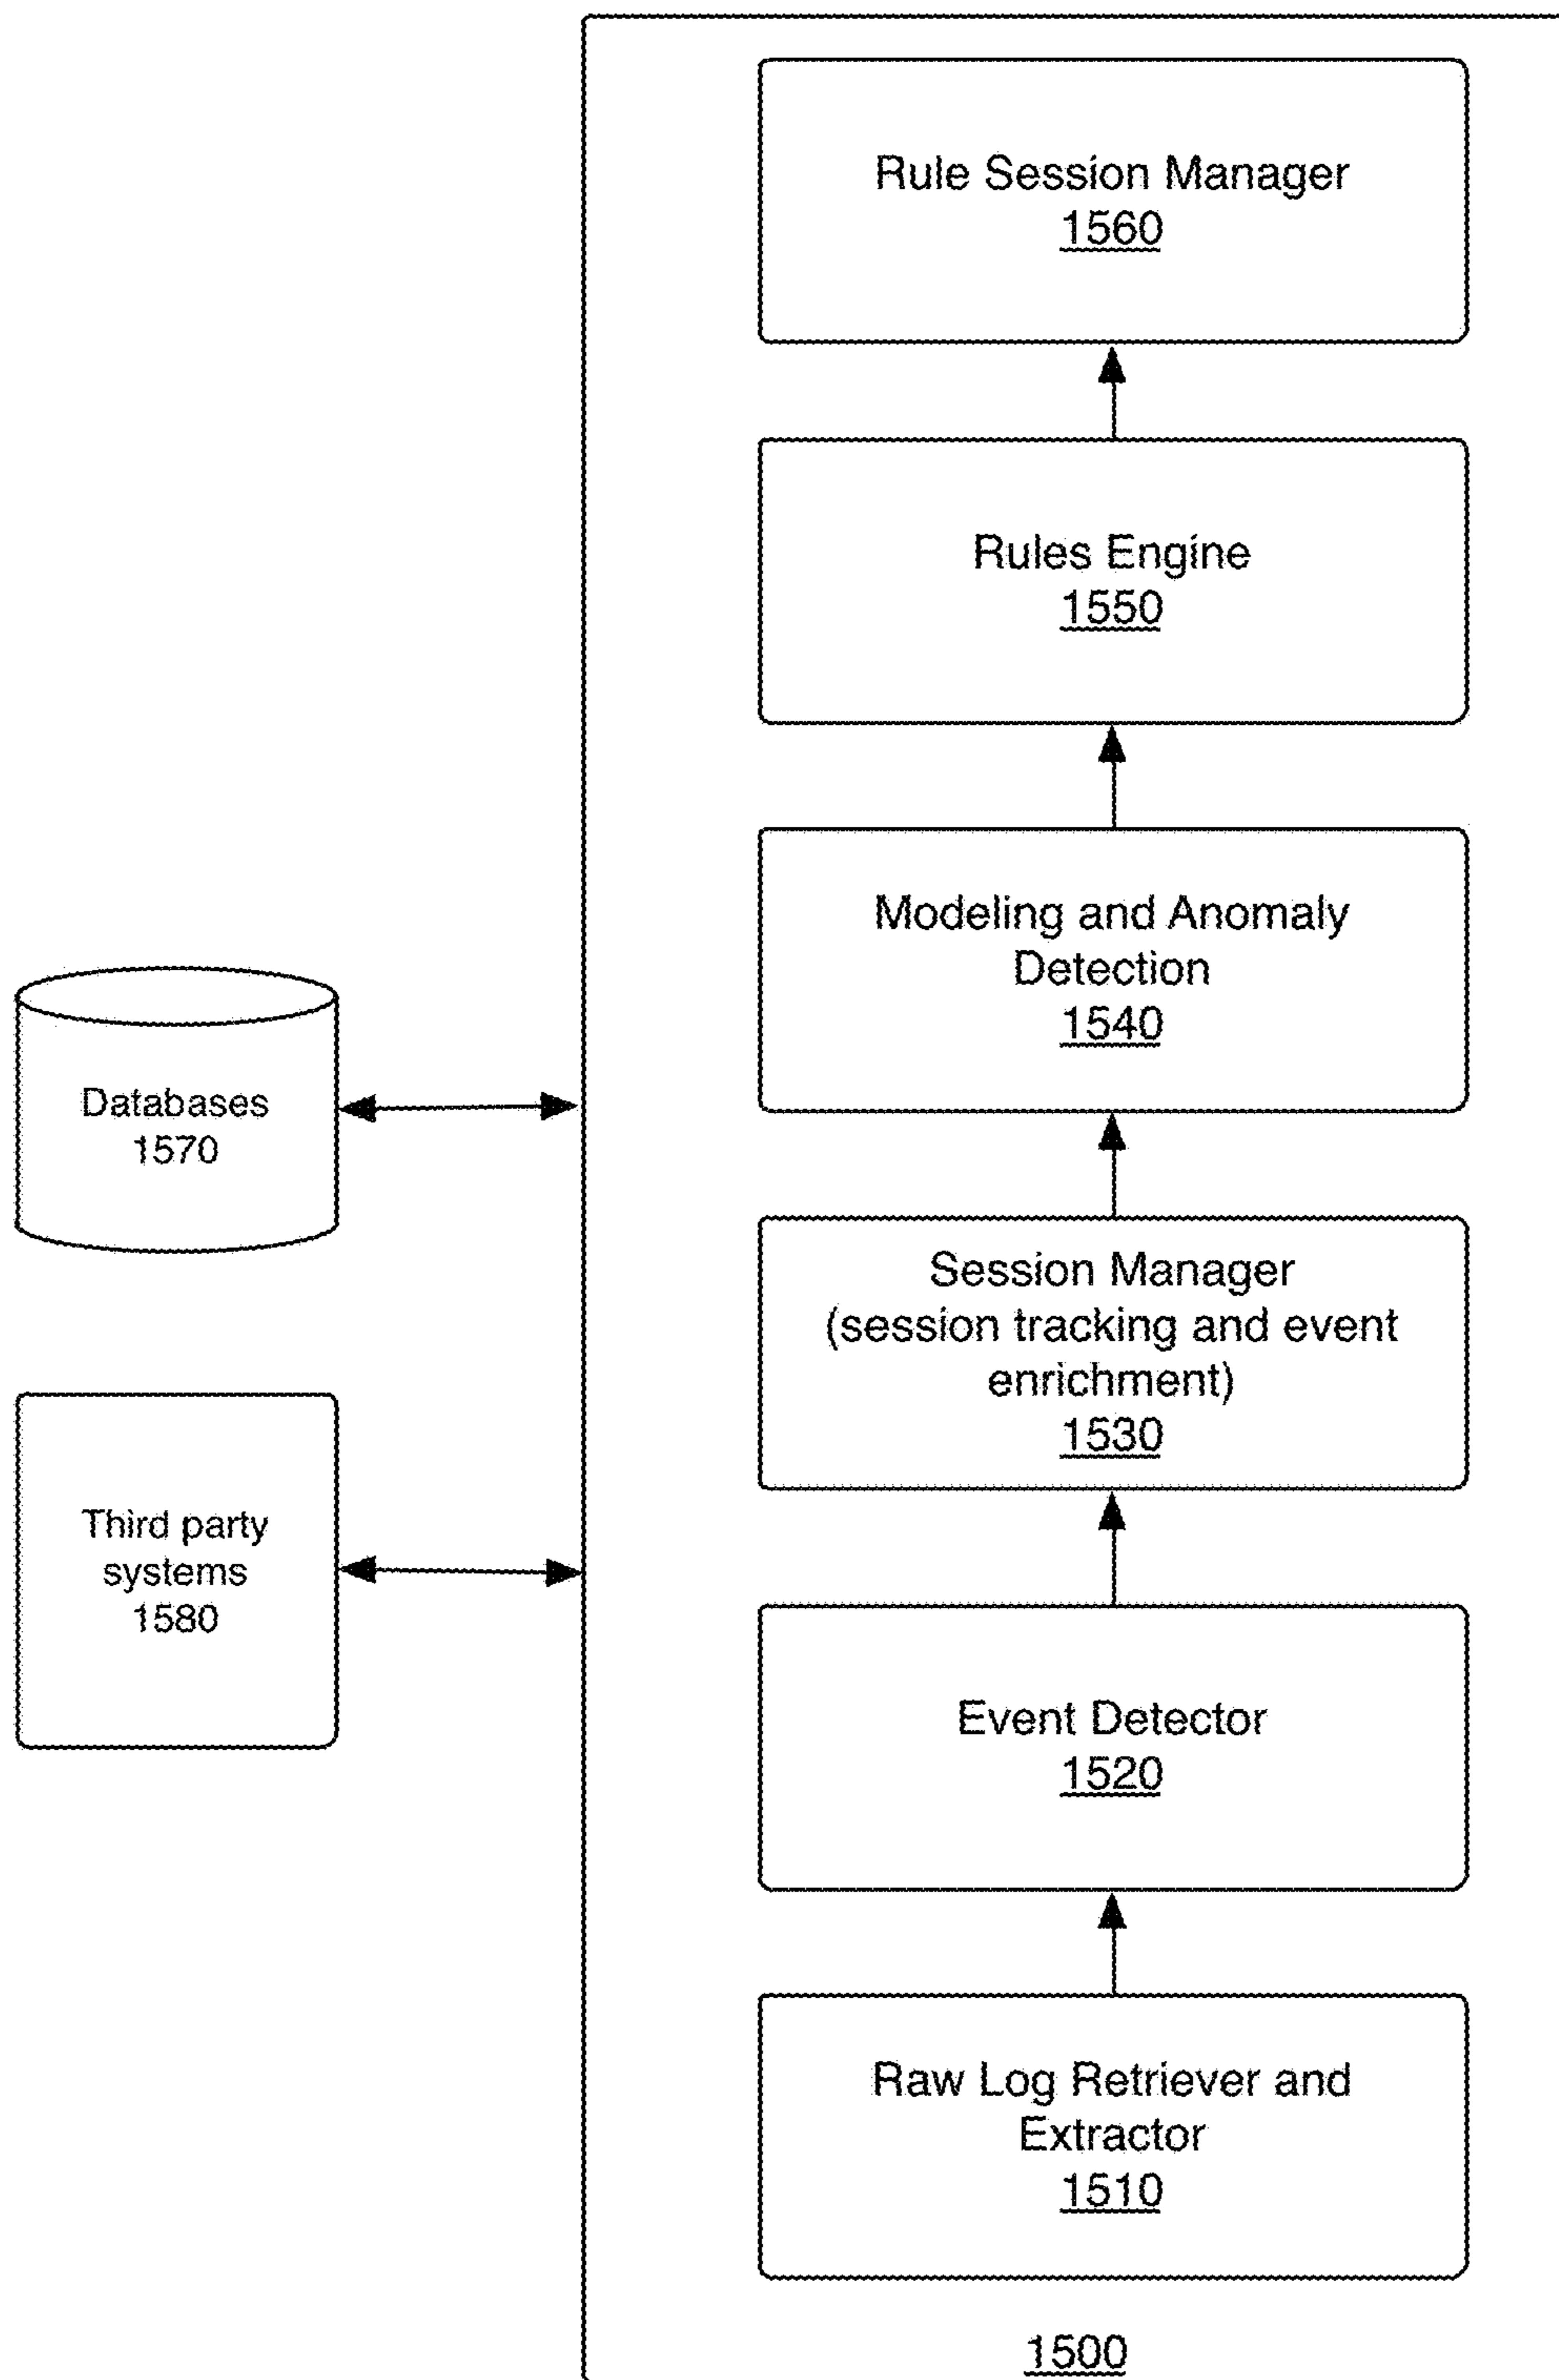 Rule Session Manager
1560
Rules Engine
1550
Modeling and Anomaly
Detection
1540
Databases
1570
Session Manager
(session tracking and event
enrichment)
1530
Third party
systems
1580
Event Detector
1520
Raw Log Retriever and
Extractor
1510
1500